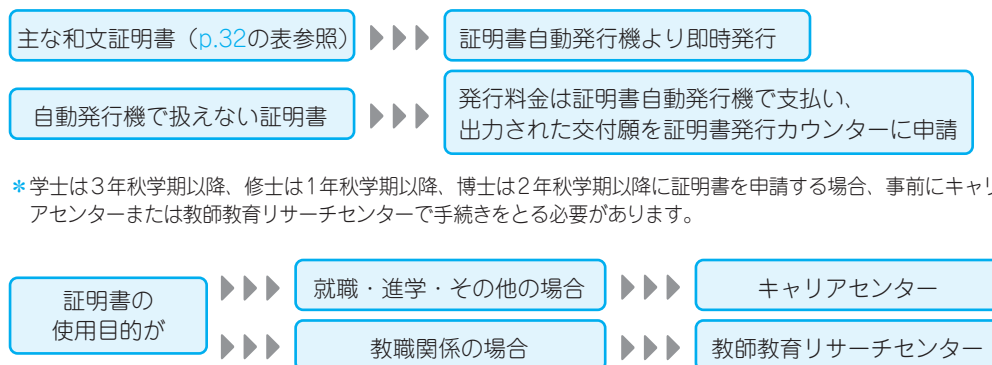 主な和文証明書（p.32の表参照）
証明書自動発行機より即時発行
自動発行機で扱えない証明書
発行料金は証明書自動発行機で支払い、
出力された交付願を証明書発行カウンターに申請
＊学士は３年秋学期以降、修士は１年秋学期以降、博士は２年秋学期以降に証明書を申請する場合、事前にキャリ
アセンターまたは教師教育リサーチセンターで手続きをとる必要があります。
証明書の
使用目的が
就職・進学・その他の場合
キャリアセンター
教職関係の場合
教師教育リサーチセンター